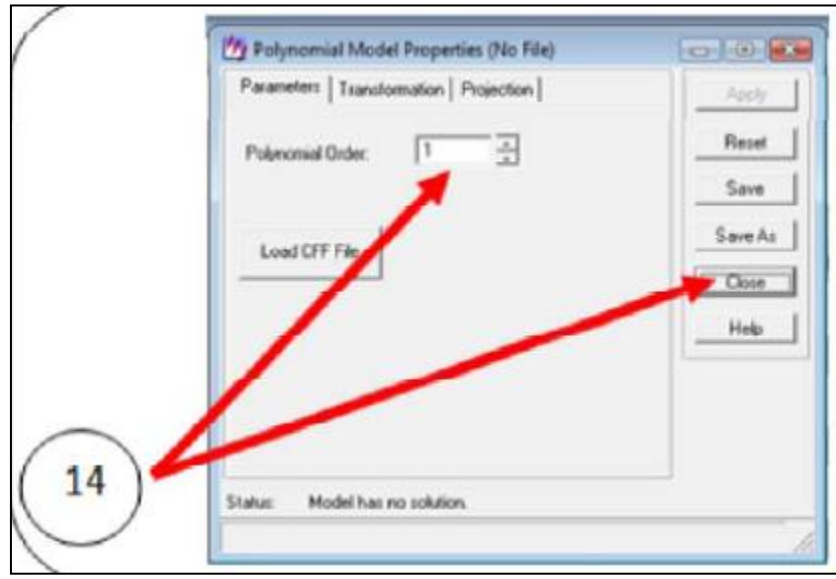 Polynomial Model Properties (No File)
Parameters Transformation Projection
Apply
Polynomial Order: 1
Reset
Save
Load CFF File...
Save As
Close
Help
14
Status: Model has no solution.